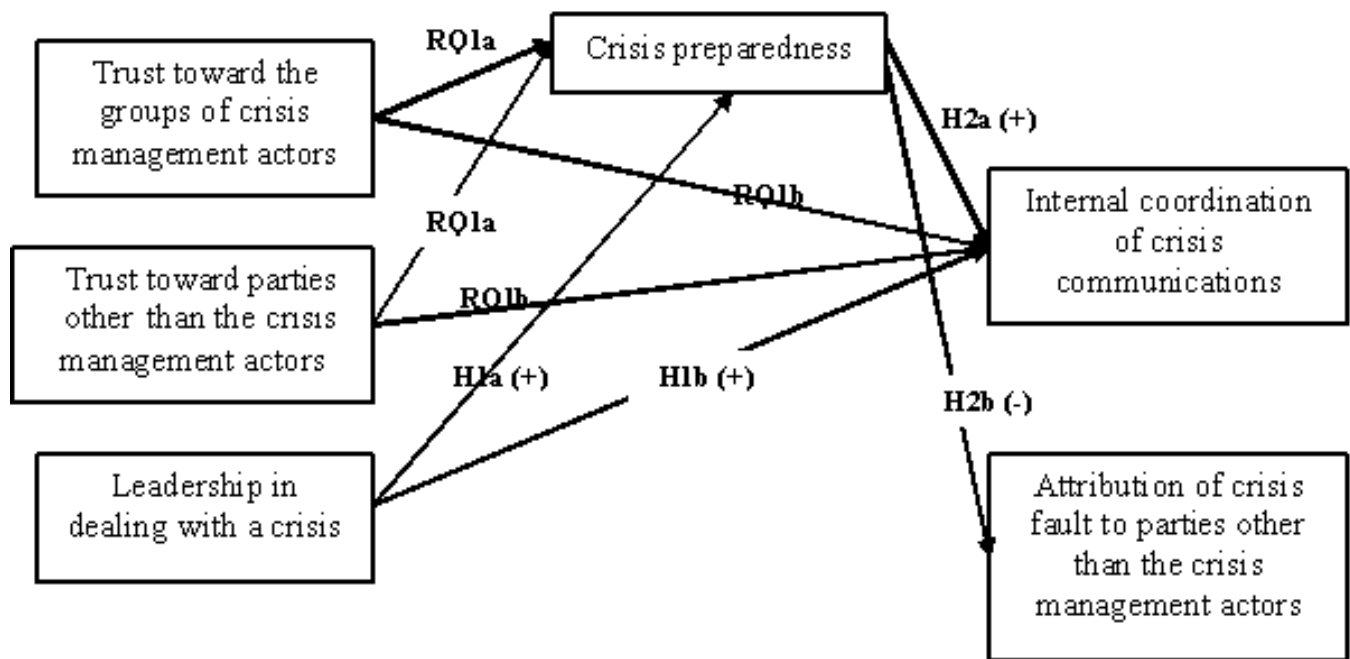 RQ1a
Crisis preparedness
Trust toward the
groups of crisis
management actors
H2a (+)
RQ1b
Internal coordination
of crisis
communications
RQ1a
Trust toward parties
other than the crisis
management actors
RQ1b
H1a (+)
H1b (+)
H2b (-)
Leadership in
dealing with a crisis
Attribution of crisis
fault to parties other
than the crisis
management actors